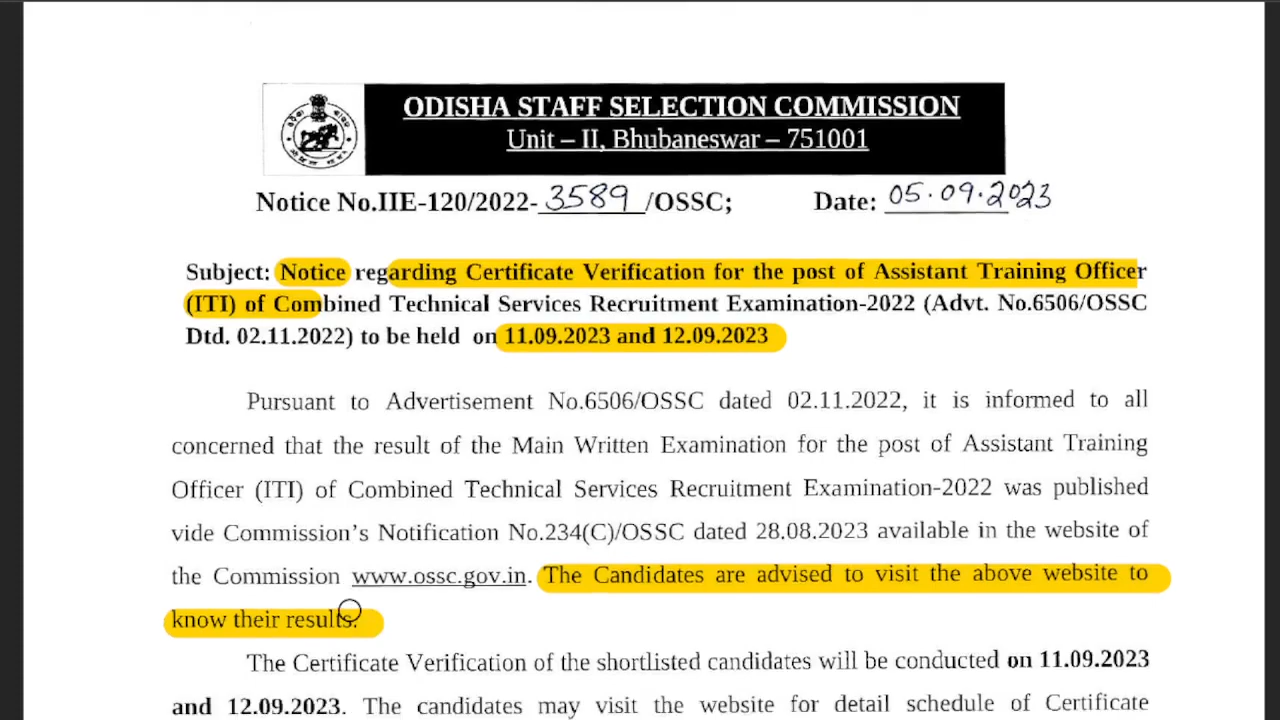 ODISHA STAFF SELECTION COMMISSION
Unit – II, Bhubaneswar – 751001
Notice No.IIE-120/2022-3589/OSSC; Date: 05.09.2023
Subject: Notice regarding Certificate Verification for the post of Assistant Training Officer
(ITI) of Combined Technical Services Recruitment Examination-2022 (Advt. No.6506/OSSC
Dtd. 02.11.2022) to be held on 11.09.2023 and 12.09.2023
Pursuant to Advertisement No.6506/OSSC dated 02.11.2022, it is informed to all
concerned that the result of the Main Written Examination for the post of Assistant Training
Officer (ITI) of Combined Technical Services Recruitment Examination-2022 was published
vide Commission’s Notification No.234(C)/OSSC dated 28.08.2023 available in the website of
the Commission www.ossc.gov.in. The Candidates are advised to visit the above website to
know their results.
The Certificate Verification of the shortlisted candidates will be conducted on 11.09.2023
and 12.09.2023. The candidates may visit the website for detail schedule of Certificate